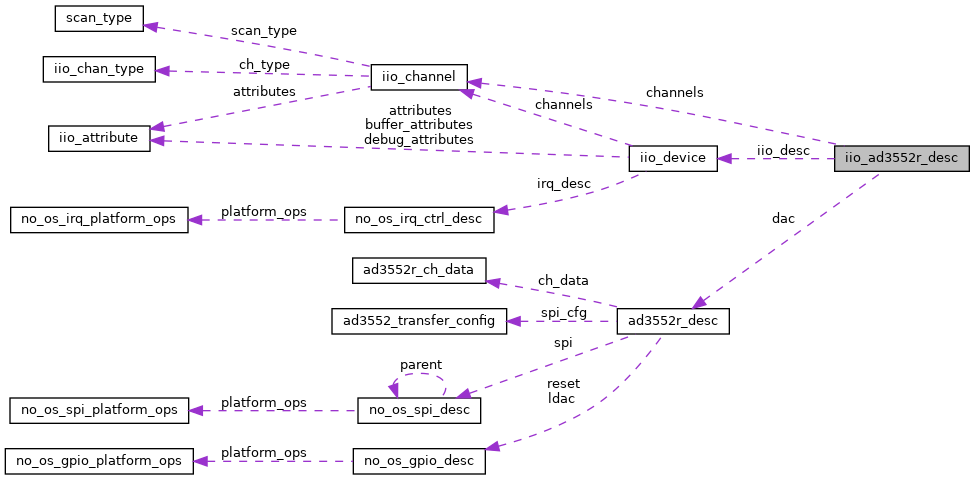 scan_type
scan_type
iio_chan_type
ch_type
iio_channel
attributes
channels
channels
attributes
buffer_attributes
debug_attributes
iio_attribute
iio_device
iio_desc
iio_ad3552r_desc
irq_desc
no_os_irq_platform_ops
platform_ops
no_os_irq_ctrl_desc
dac
ad3552r_ch_data
ch_data
ad3552_transfer_config
spi_cfg
ad3552r_desc
spi
parent
reset
ldac
no_os_spi_platform_ops
platform_ops
no_os_spi_desc
no_os_gpio_platform_ops
platform_ops
no_os_gpio_desc